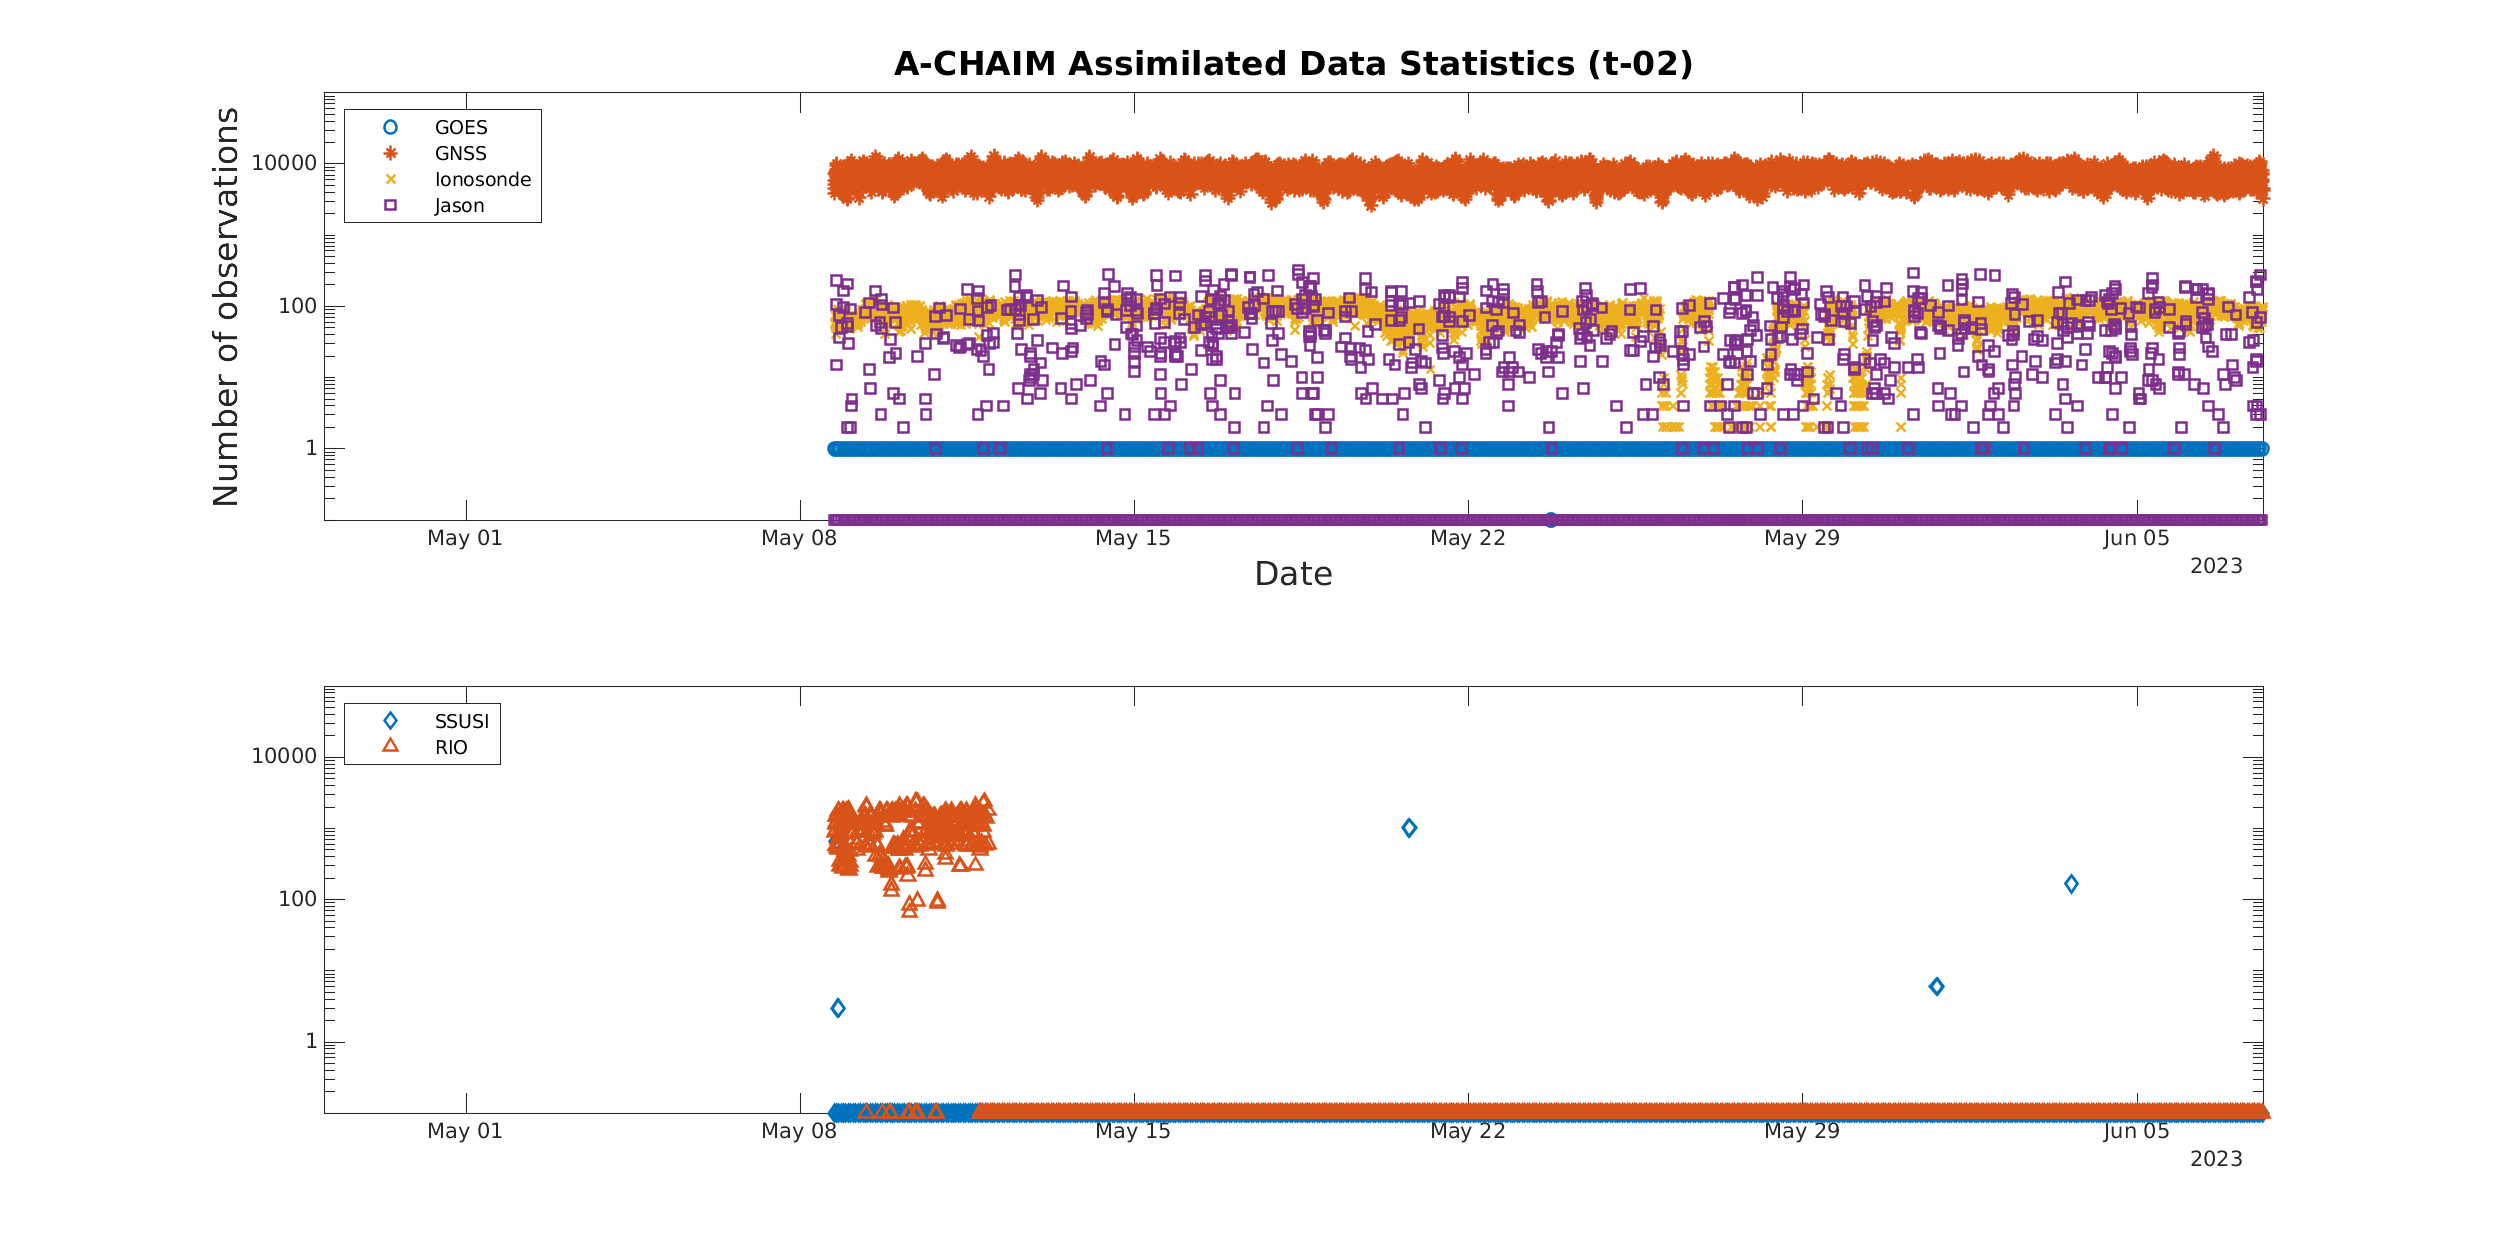 A-CHAIM Assimilated Data Statistics (t-02)
Number of observations
10000
100
1
GOES
GNSS
Ionosonde
Jason
May 01
May 08
May 15
May 22
May 29
Jun 05
2023
Date
10000
100
1
SSUSI
RIO
May 01
May 08
May 15
May 22
May 29
Jun 05
2023